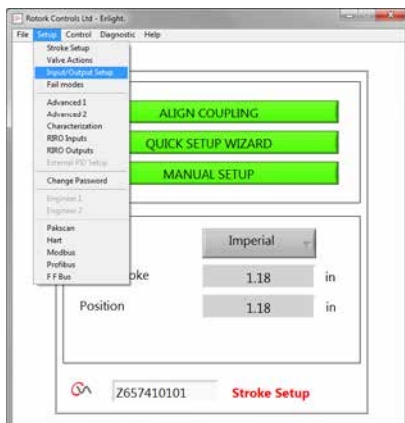 Rotork Controls Ltd - Enlight.
File Setup Control Diagnostic Help
Stroke Setup
Valve Actions
Input/Output Setup
Fail modes
Advanced 1
Advanced 2
Characterization
RIRO Inputs
RIRO Outputs
External PID Setup
Change Password
Engineer 1
Engineer 2
Pakscan
Hart
Modbus
Profibus
F F Bus
ALIGN COUPLING
QUICK SETUP WIZARD
MANUAL SETUP
Imperial
oke 1.18 in
Position 1.18 in
Z657410101 Stroke Setup